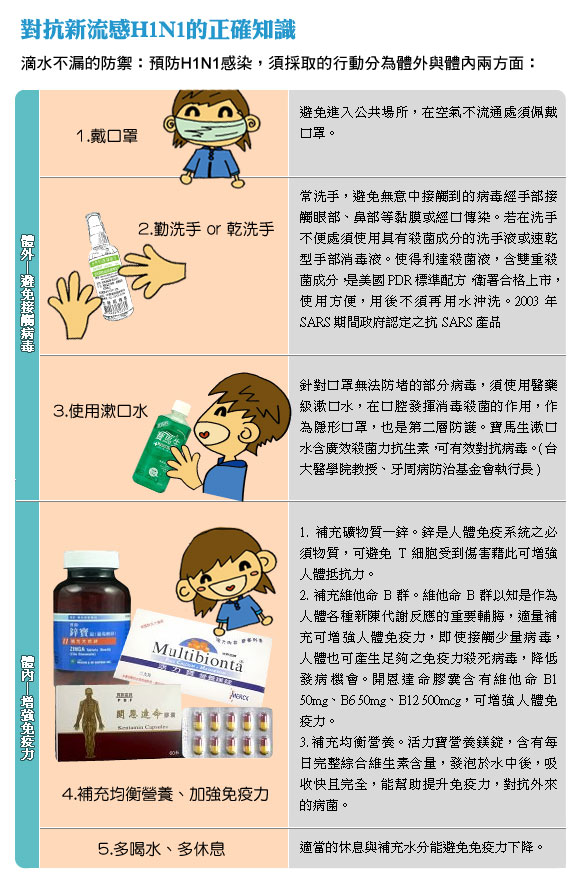 對抗新流感H1N1的正確知識
滴水不漏的防禦：預防H1N1感染，須採取的行動分為體外與體內兩方面：
體外—避免接觸病毒
1.戴口罩
避免進入公共場所，在空氣不流通處須佩戴
口罩。
2.勤洗手 or 乾洗手
常洗手，避免無意中接觸到的病毒經手部接
觸眼部、鼻部等黏膜或經口傳染。若在洗手
不便處須使用具有殺菌成分的洗手液或速乾
型手部消毒液。使得利達殺菌液，含雙重殺
菌成分，是美國 PDR 標準配方，衛署合格上市，
使用方便，用後不須再用水沖洗。2003 年
SARS 期間政府認定之抗 SARS 產品
3.使用漱口水
針對口罩無法防堵的部分病毒，須使用醫藥
級漱口水，在口腔發揮消毒殺菌的作用，作
為隱形口罩，也是第二層防護。寶馬生漱口
水含廣效殺菌力抗生素，可有效對抗病毒。(台
大醫學院教授、牙周病防治基金會執行長)
體內—增強免疫力
鋅寶
ZINGA
Multibionta
活力寶
MERCK
開恩達命膠囊
Kentamin Capsules
60粒
4.補充均衡營養、加強免疫力
1. 補充礦物質—鋅。鋅是人體免疫系統之必
須物質，可避免 T 細胞受到傷害藉此可增強
人體抵抗力。
2. 補充維他命 B 群。維他命 B 群以知是作為
人體各種新陳代謝反應的重要輔酶，適量補
充可增強人體免疫力，即使接觸少量病毒，
人體也可產生足夠之免疫力殺死病毒，降低
發病機會。開恩達命膠囊含有維他命 B1
50mg、B6 50mg、B12 500mcg，可增強人體免
疫力。
3. 補充均衡營養。活力寶營養鎂錠，含有每
日完整綜合維生素含量，發泡於水中後，吸
收快且完全，能幫助提升免疫力，對抗外來
的病菌。
5.多喝水、多休息
適當的休息與補充水分能避免免疫力下降。